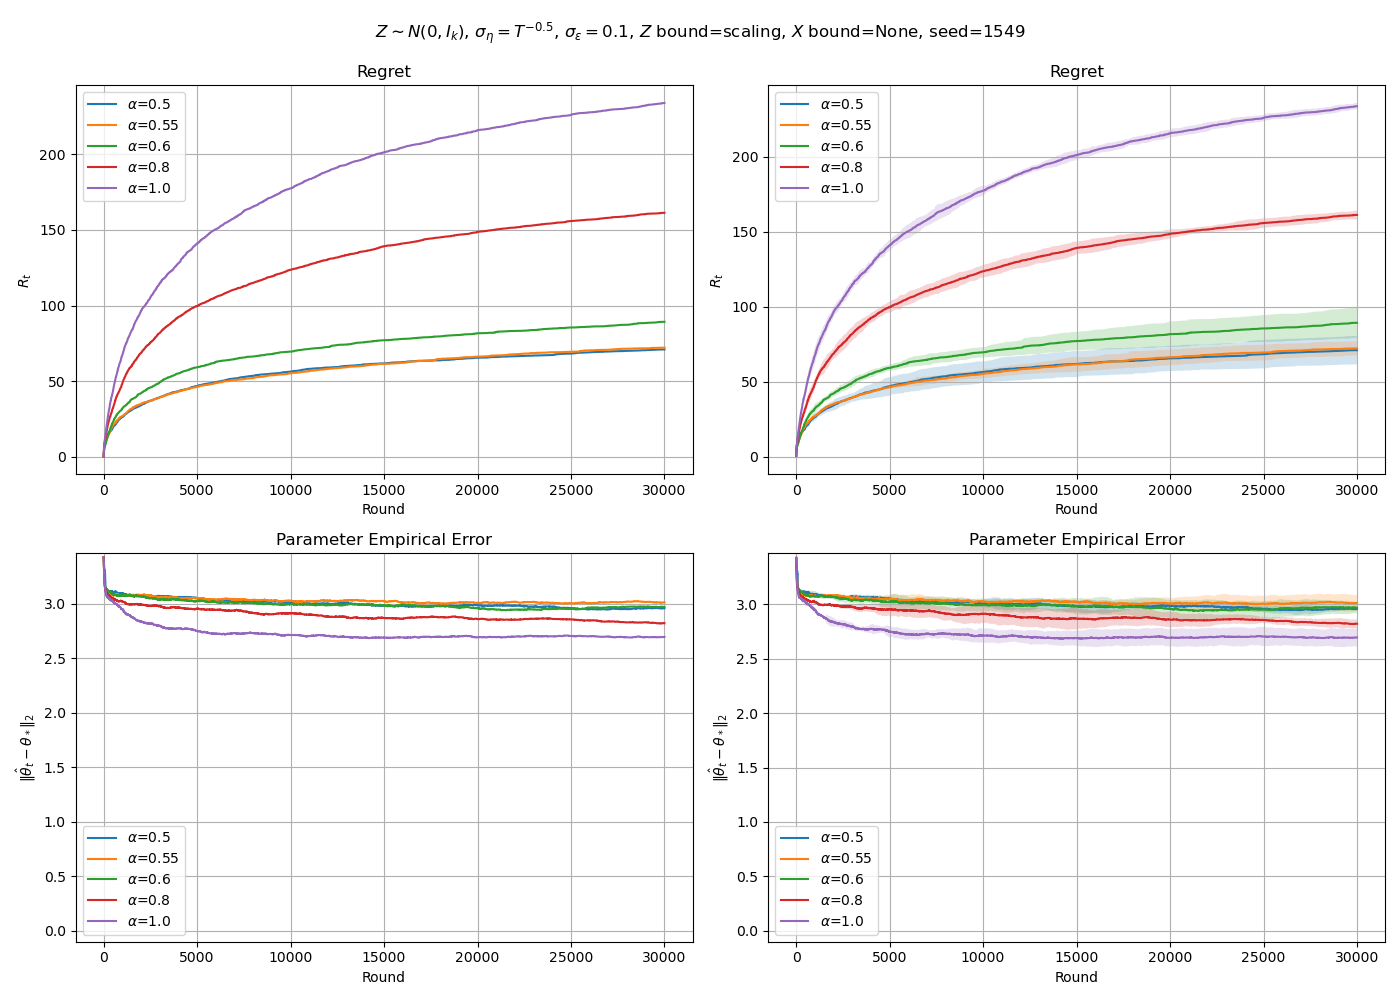 Z ∼ N(0, I_k), σ_η = T^{−0.5}, σ_ε = 0.1, Z bound=scaling, X bound=None, seed=1549
Regret
R_t
200
150
100
50
0
α=0.5
α=0.55
α=0.6
α=0.8
α=1.0
0 5000 10000 15000 20000 25000 30000
Round
Regret
R_t
200
150
100
50
0
α=0.5
α=0.55
α=0.6
α=0.8
α=1.0
0 5000 10000 15000 20000 25000 30000
Round
Parameter Empirical Error
‖θ̂_t − θ_*‖_2
3.0
2.5
2.0
1.5
1.0
0.5
0.0
α=0.5
α=0.55
α=0.6
α=0.8
α=1.0
0 5000 10000 15000 20000 25000 30000
Round
Parameter Empirical Error
‖θ̂_t − θ_*‖_2
3.0
2.5
2.0
1.5
1.0
0.5
0.0
α=0.5
α=0.55
α=0.6
α=0.8
α=1.0
0 5000 10000 15000 20000 25000 30000
Round